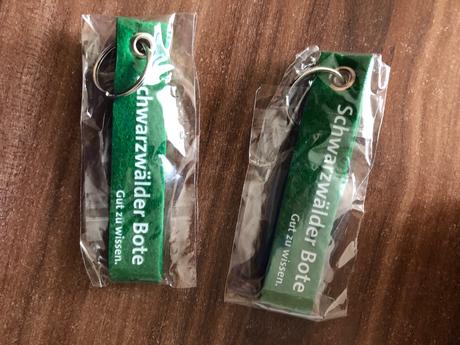 Schwarzwälder Bote
Gut zu wissen.
Schwarzwälder Bote
Gut zu wissen.